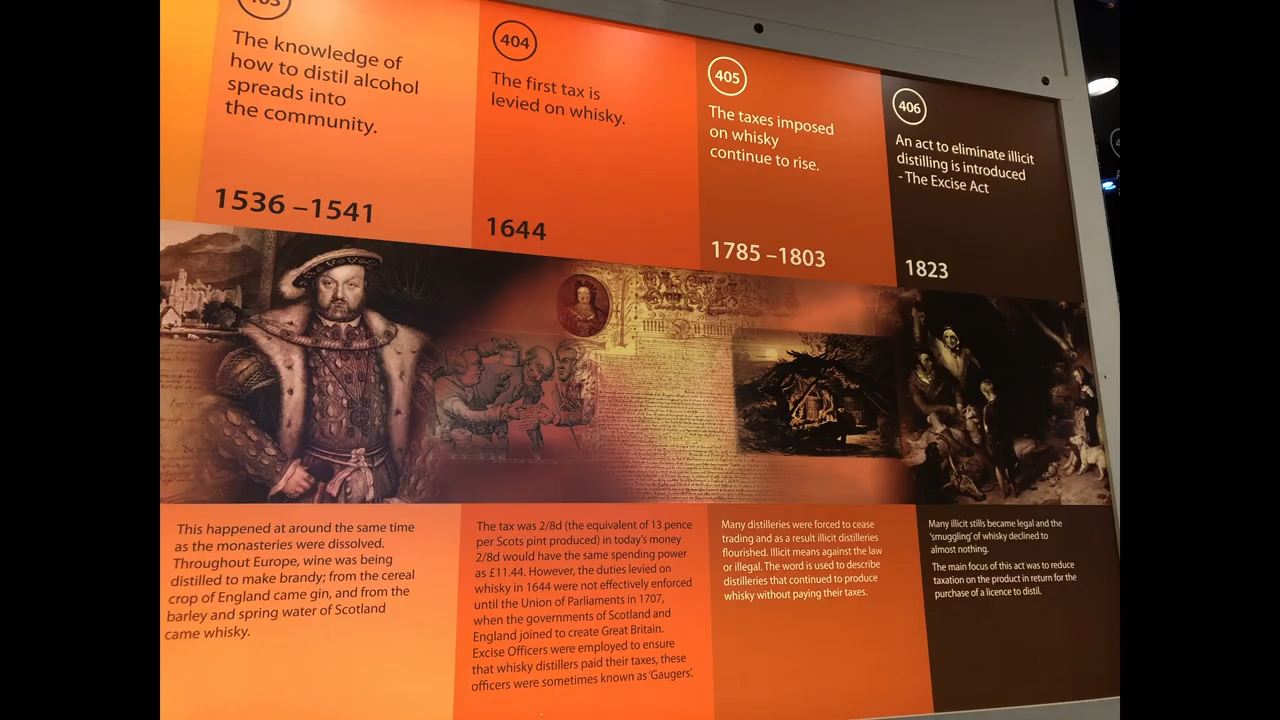 403
The knowledge of
how to distil alcohol
spreads into
the community.
1536 –1541
This happened at around the same time
as the monasteries were dissolved.
Throughout Europe, wine was being
distilled to make brandy; from the cereal
crop of England came gin, and from the
barley and spring water of Scotland
came whisky.
404
The first tax is
levied on whisky.
1644
The tax was 2/8d (the equivalent of 13 pence
per Scots pint produced) in today's money
2/8d would have the same spending power
as £11.44. However, the duties levied on
whisky in 1644 were not effectively enforced
until the Union of Parliaments in 1707,
when the governments of Scotland and
England joined to create Great Britain.
Excise Officers were employed to ensure
that whisky distillers paid their taxes, these
officers were sometimes known as 'Gaugers'.
405
The taxes imposed
on whisky
continue to rise.
1785 –1803
Many distilleries were forced to cease
trading and as a result illicit distilleries
flourished. Illicit means against the law
or illegal. The word is used to describe
distilleries that continued to produce
whisky without paying their taxes.
406
An act to eliminate illicit
distilling is introduced
- The Excise Act
1823
Many illicit stills became legal and the
'smuggling' of whisky declined to
almost nothing.
The main focus of this act was to reduce
taxation on the product in return for the
purchase of a licence to distil.